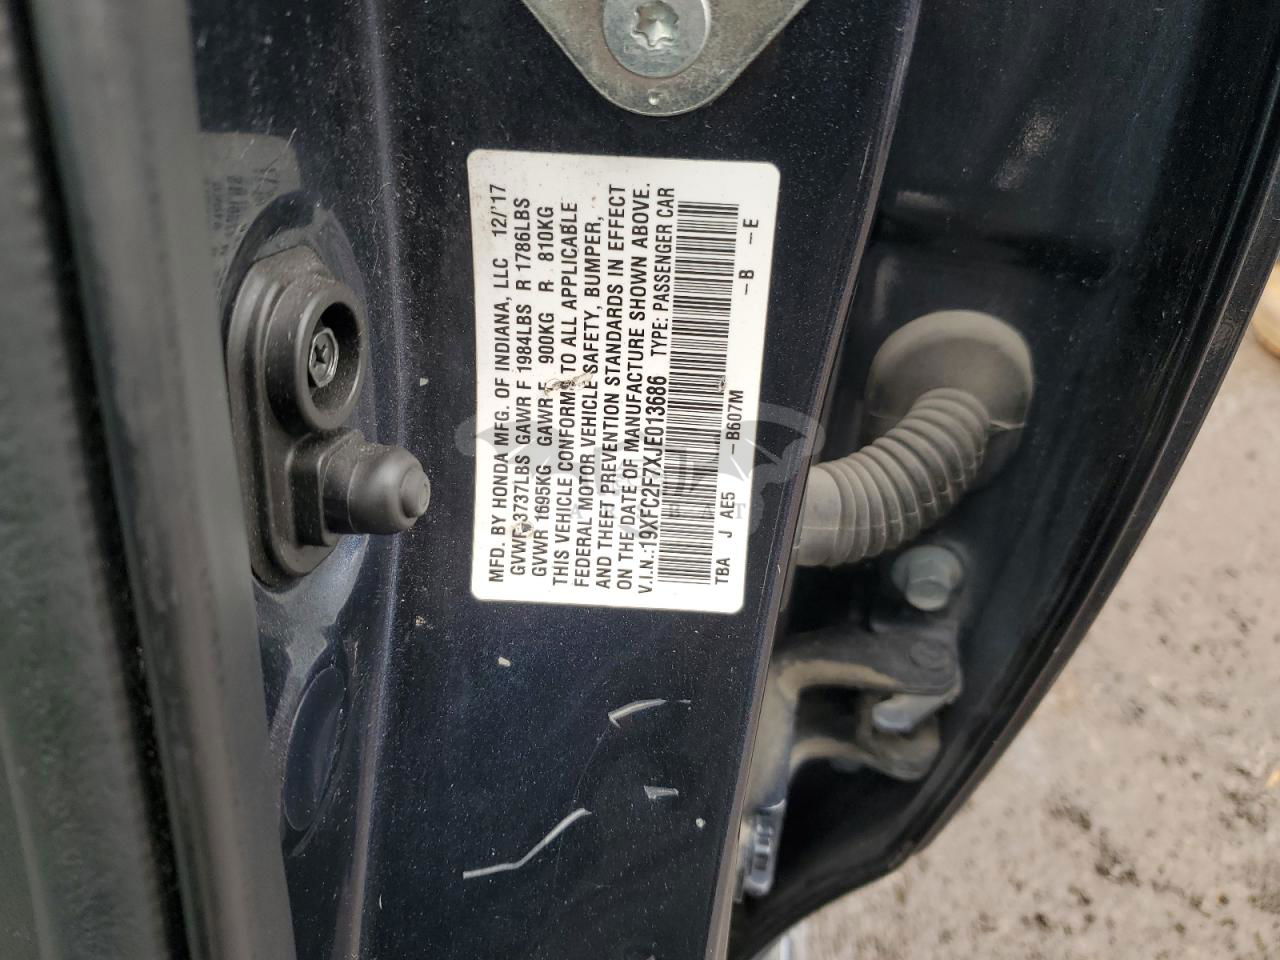 MFD. BY HONDA MFG. OF INDIANA, LLC 12/'17
GVWR 3737LBS GAWR F 1984LBS R 1786LBS
GVWR 1695KG GAWR F 900KG R 810KG
THIS VEHICLE CONFORMS TO ALL APPLICABLE
FEDERAL MOTOR VEHICLE SAFETY, BUMPER,
AND THEFT PREVENTION STANDARDS IN EFFECT
ON THE DATE OF MANUFACTURE SHOWN ABOVE.
V.I.N.:19XFC2F7XJE013686 TYPE: PASSENGER CAR
TBA J AE5 –B607M –B –E